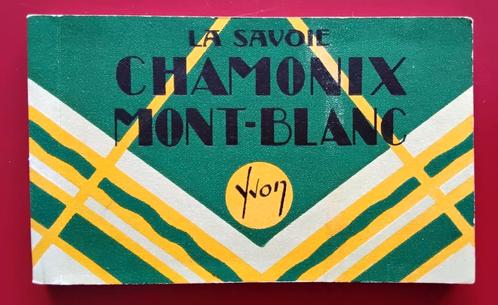 LA SAVOIE
CHAMONIX
MONT-BLANC
Yvon